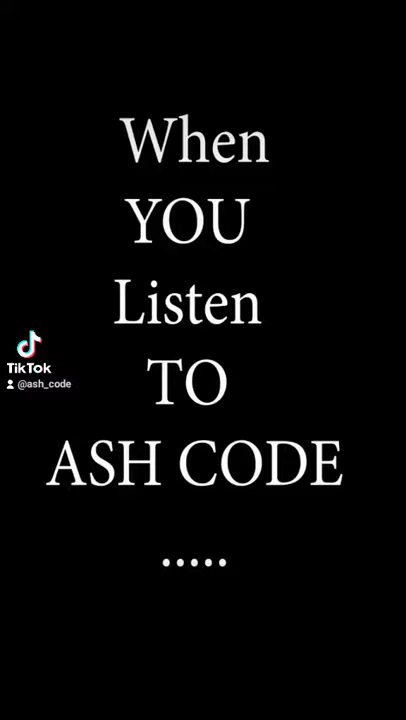 When
YOU
Listen
TO
ASH CODE
.....
TikTok
@ash_code